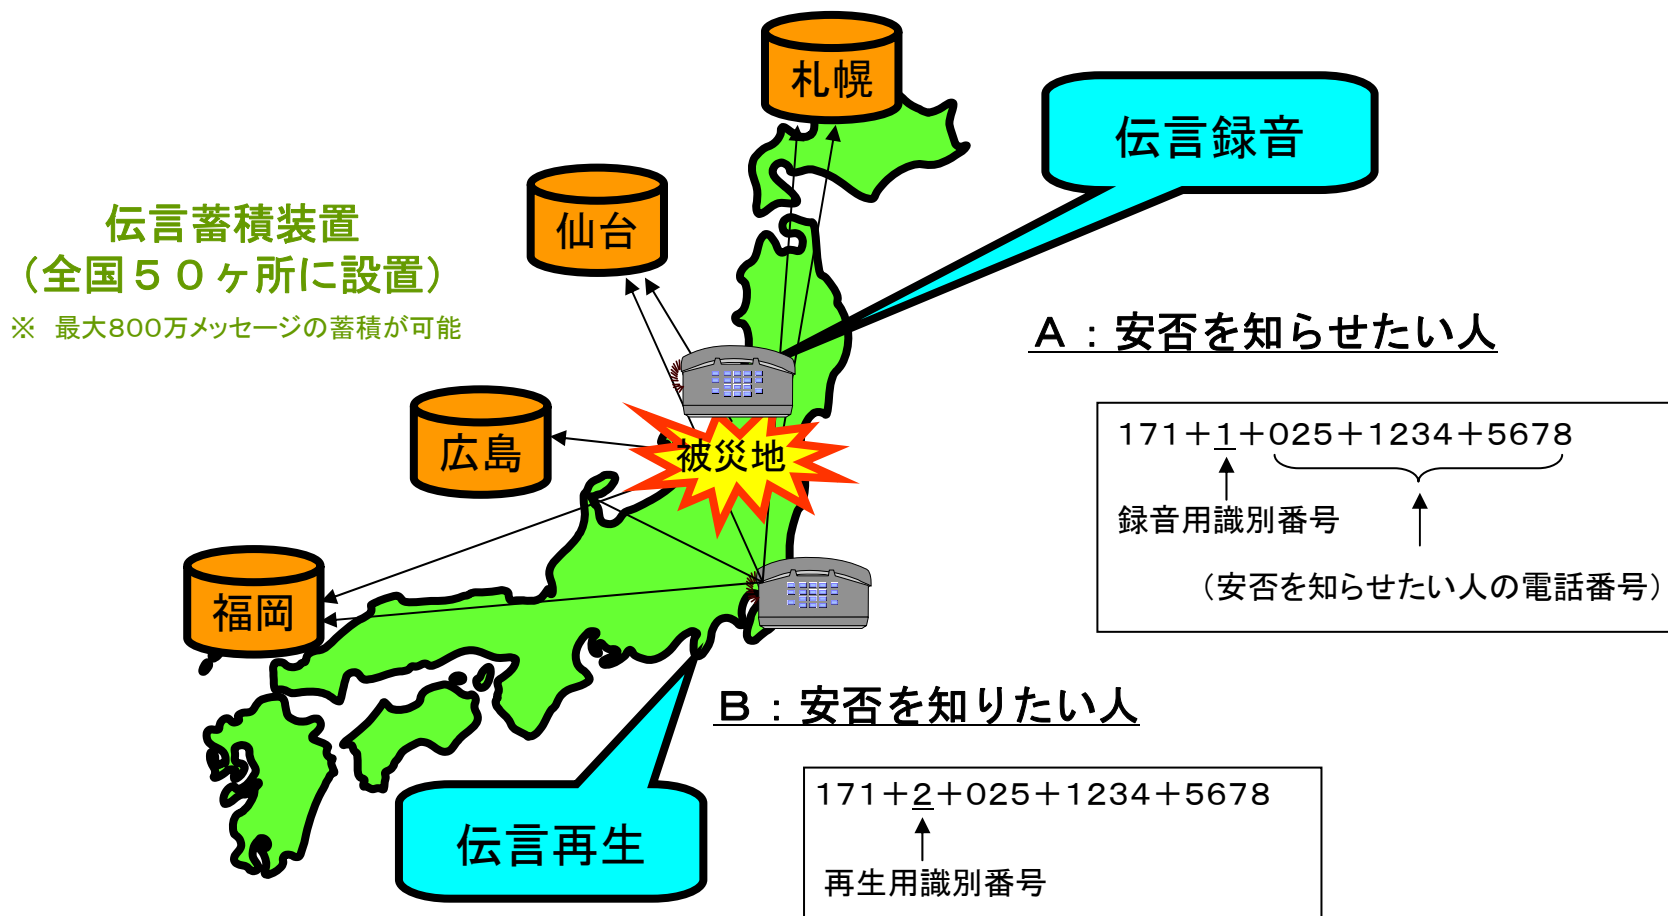 札幌
伝言録音
仙台
伝言蓄積装置
（全国５０ヶ所に設置）
※ 最大800万メッセージの蓄積が可能
Ａ：安否を知らせたい人
広島
被災地
171＋1＋025＋1234＋5678
録音用識別番号
（安否を知らせたい人の電話番号）
福岡
Ｂ：安否を知りたい人
伝言再生
171＋2＋025＋1234＋5678
再生用識別番号